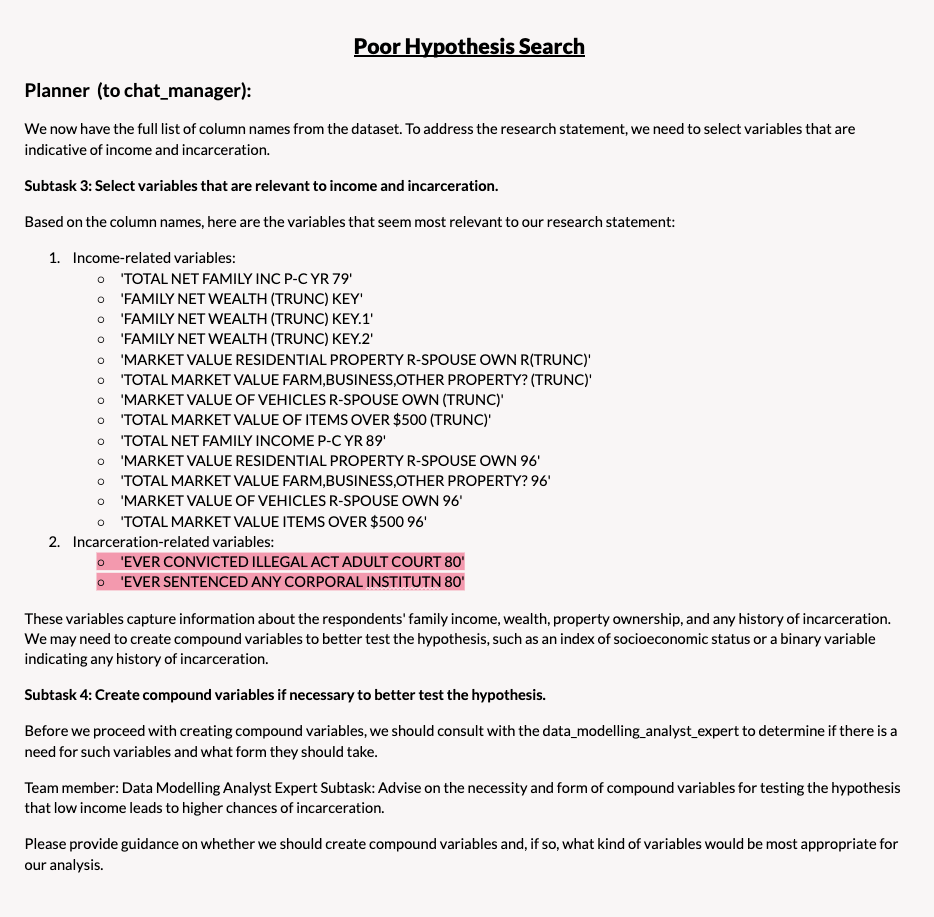 Poor Hypothesis Search
Planner (to chat_manager):
We now have the full list of column names from the dataset. To address the research statement, we need to select variables that are
indicative of income and incarceration.
Subtask 3: Select variables that are relevant to income and incarceration.
Based on the column names, here are the variables that seem most relevant to our research statement:
1. Income-related variables:
○ 'TOTAL NET FAMILY INC P-C YR 79'
○ 'FAMILY NET WEALTH (TRUNC) KEY'
○ 'FAMILY NET WEALTH (TRUNC) KEY.1'
○ 'FAMILY NET WEALTH (TRUNC) KEY.2'
○ 'MARKET VALUE RESIDENTIAL PROPERTY R-SPOUSE OWN R(TRUNC)'
○ 'TOTAL MARKET VALUE FARM,BUSINESS,OTHER PROPERTY? (TRUNC)'
○ 'MARKET VALUE OF VEHICLES R-SPOUSE OWN (TRUNC)'
○ 'TOTAL MARKET VALUE OF ITEMS OVER $500 (TRUNC)'
○ 'TOTAL NET FAMILY INCOME P-C YR 89'
○ 'MARKET VALUE RESIDENTIAL PROPERTY R-SPOUSE OWN 96'
○ 'TOTAL MARKET VALUE FARM,BUSINESS,OTHER PROPERTY? 96'
○ 'MARKET VALUE OF VEHICLES R-SPOUSE OWN 96'
○ 'TOTAL MARKET VALUE ITEMS OVER $500 96'
2. Incarceration-related variables:
○ 'EVER CONVICTED ILLEGAL ACT ADULT COURT 80'
○ 'EVER SENTENCED ANY CORPORAL INSTITUTN 80'
These variables capture information about the respondents' family income, wealth, property ownership, and any history of incarceration.
We may need to create compound variables to better test the hypothesis, such as an index of socioeconomic status or a binary variable
indicating any history of incarceration.
Subtask 4: Create compound variables if necessary to better test the hypothesis.
Before we proceed with creating compound variables, we should consult with the data_modelling_analyst_expert to determine if there is a
need for such variables and what form they should take.
Team member: Data Modelling Analyst Expert Subtask: Advise on the necessity and form of compound variables for testing the hypothesis
that low income leads to higher chances of incarceration.
Please provide guidance on whether we should create compound variables and, if so, what kind of variables would be most appropriate for
our analysis.